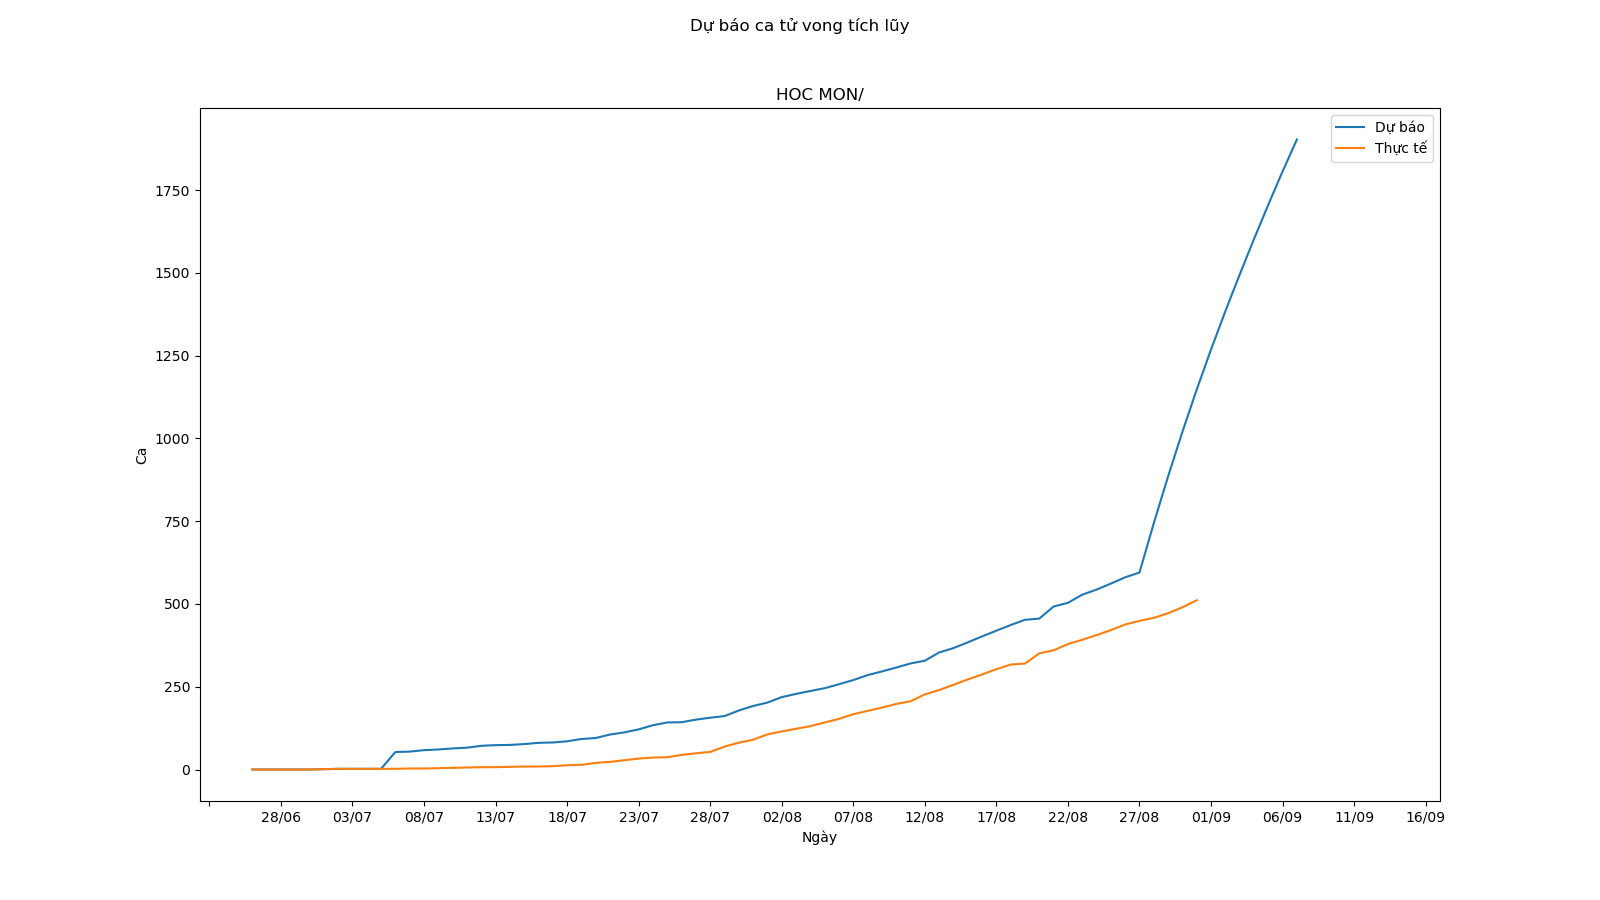 Dự báo ca tử vong tích lũy
HOC MON/
Dự báo
Thực tế
1750
1500
1250
1000
750
500
250
0
Ca
28/06 03/07 08/07 13/07 18/07 23/07 28/07 02/08 07/08 12/08 17/08 22/08 27/08 01/09 06/09 11/09 16/09
Ngày